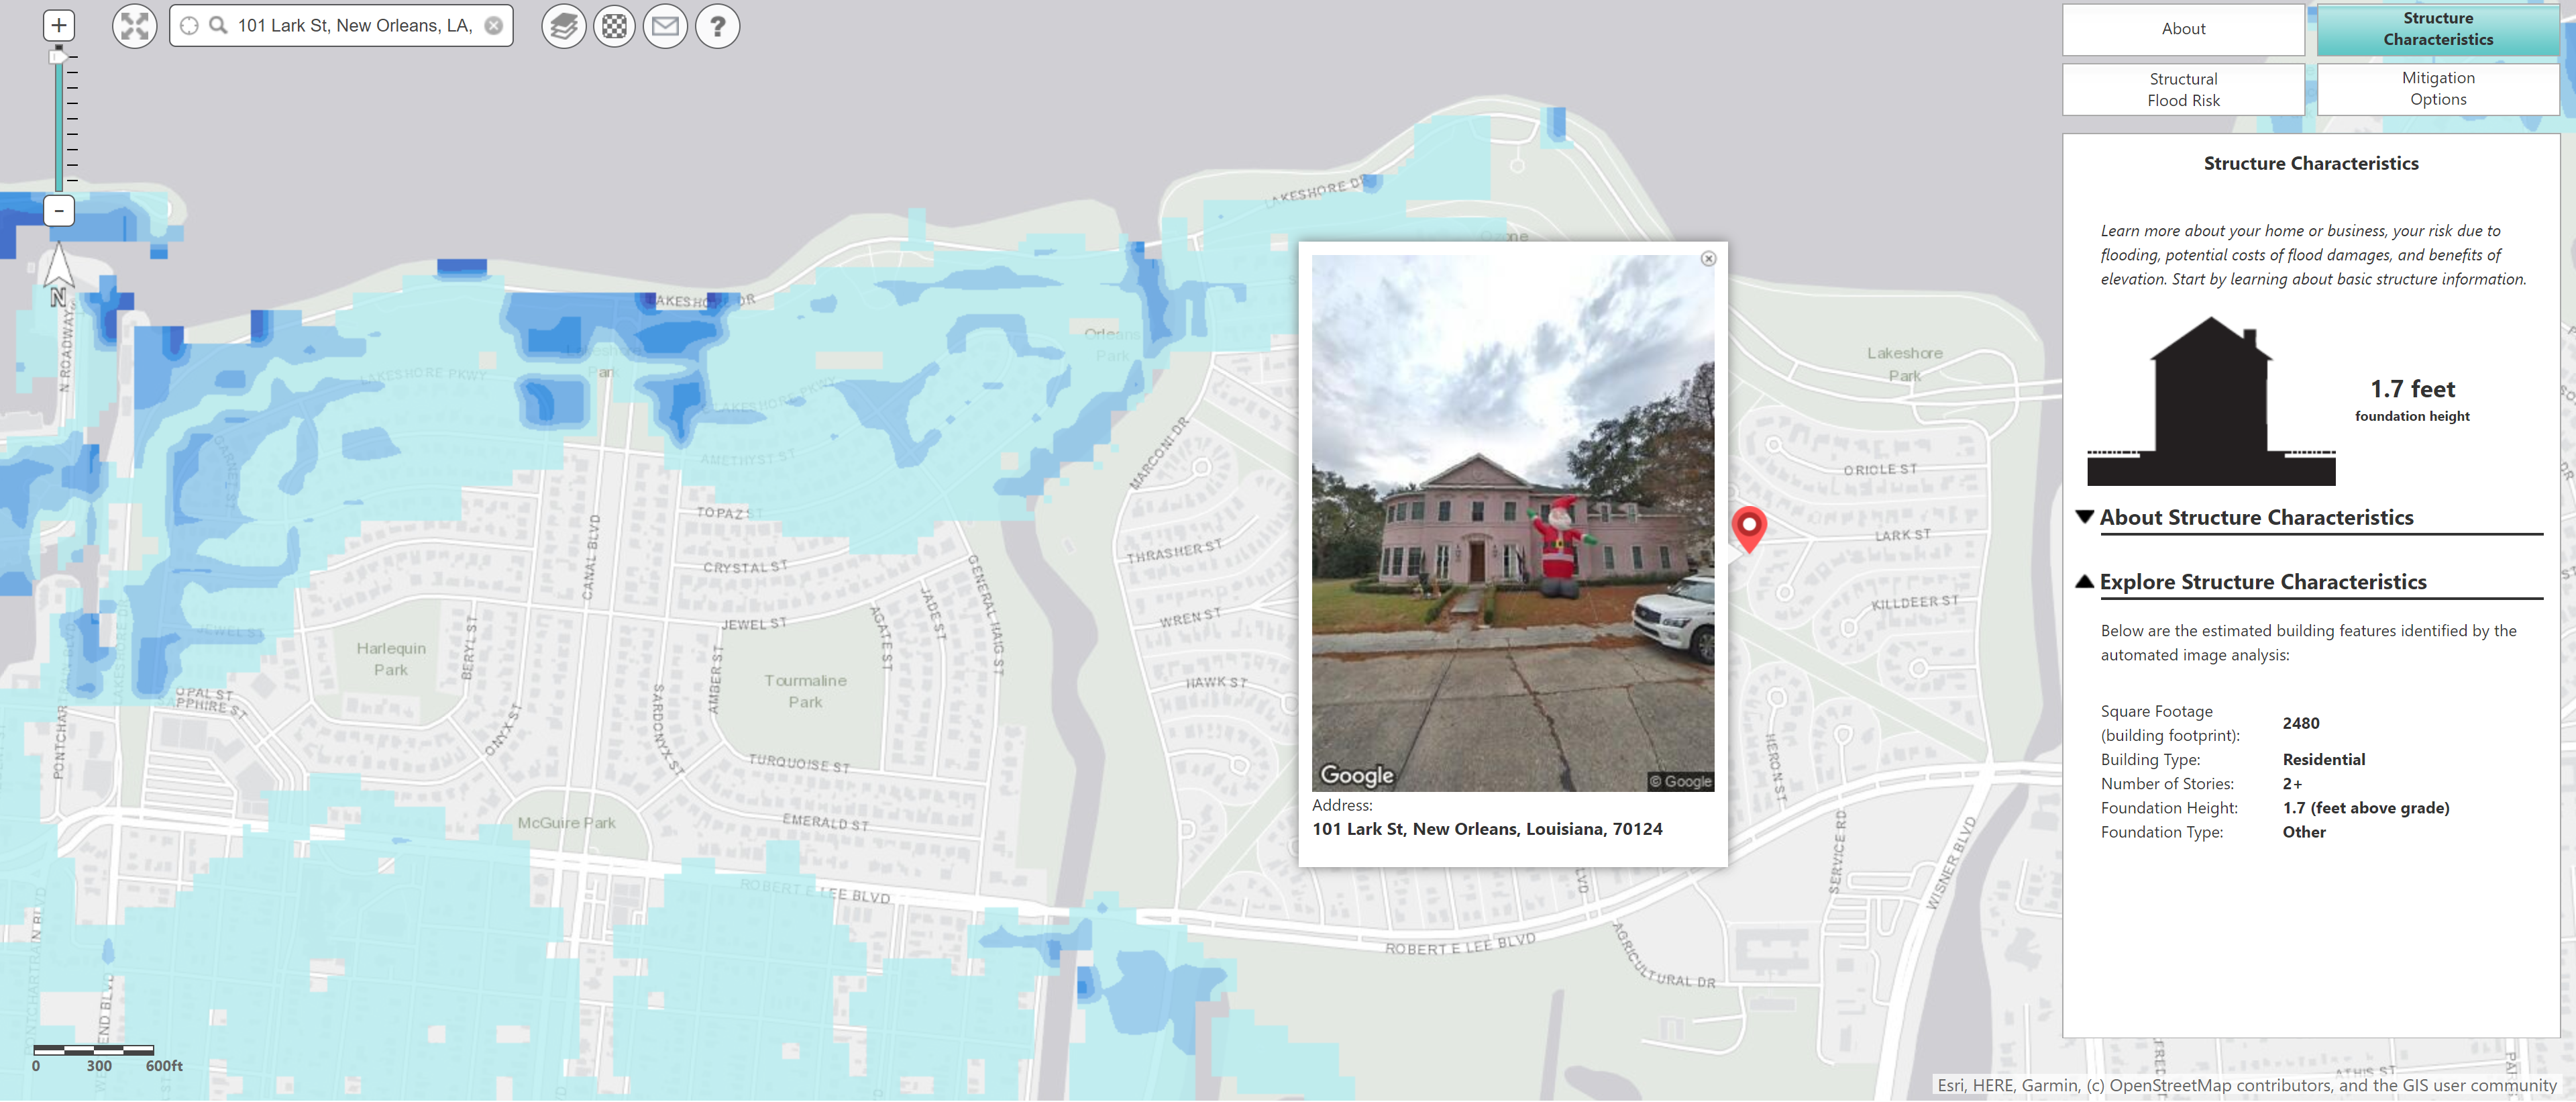 +
101 Lark St, New Orleans, LA,
?
About
Structure
Characteristics
Structural
Flood Risk
Mitigation
Options
-
N
Structure Characteristics
Learn more about your home or business, your risk due to
flooding, potential costs of flood damages, and benefits of
elevation. Start by learning about basic structure information.
1.7 feet
foundation height
About Structure Characteristics
Explore Structure Characteristics
Below are the estimated building features identified by the
automated image analysis:
Square Footage
(building footprint): 2480
Building Type: Residential
Number of Stories: 2+
Foundation Height: 1.7 (feet above grade)
Foundation Type: Other
Google
© Google
Address:
101 Lark St, New Orleans, Louisiana, 70124
LAKESHORE DR
LAKESHORE DR
N ROADWAY
Orleans
Park
Lakeshore
Park
LAKESHORE PKWY
LAKESHORE PKWY
MARCONI DR
AMETHYST ST
ORIOLE ST
TOPAZ ST
CANAL BLVD
THRASHER ST
LARK ST
CRYSTAL ST
GENERAL HAIG ST
JADE ST
AGATE ST
KILLDEER ST
WREN ST
JEWEL ST
JEWEL ST
BERYL ST
Harlequin
Park
AMBER ST
SARDONYX ST
Tourmaline
Park
HAWK ST
OPAL ST
ONYX ST
TURQUOISE ST
HERON ST
McGuire Park
EMERALD ST
SERVICE RD
WISNER BLVD
ROBERT E LEE BLVD
ROBERT E LEE BLVD
AGRICULTURAL DR
0 300 600ft
Esri, HERE, Garmin, (c) OpenStreetMap contributors, and the GIS user community